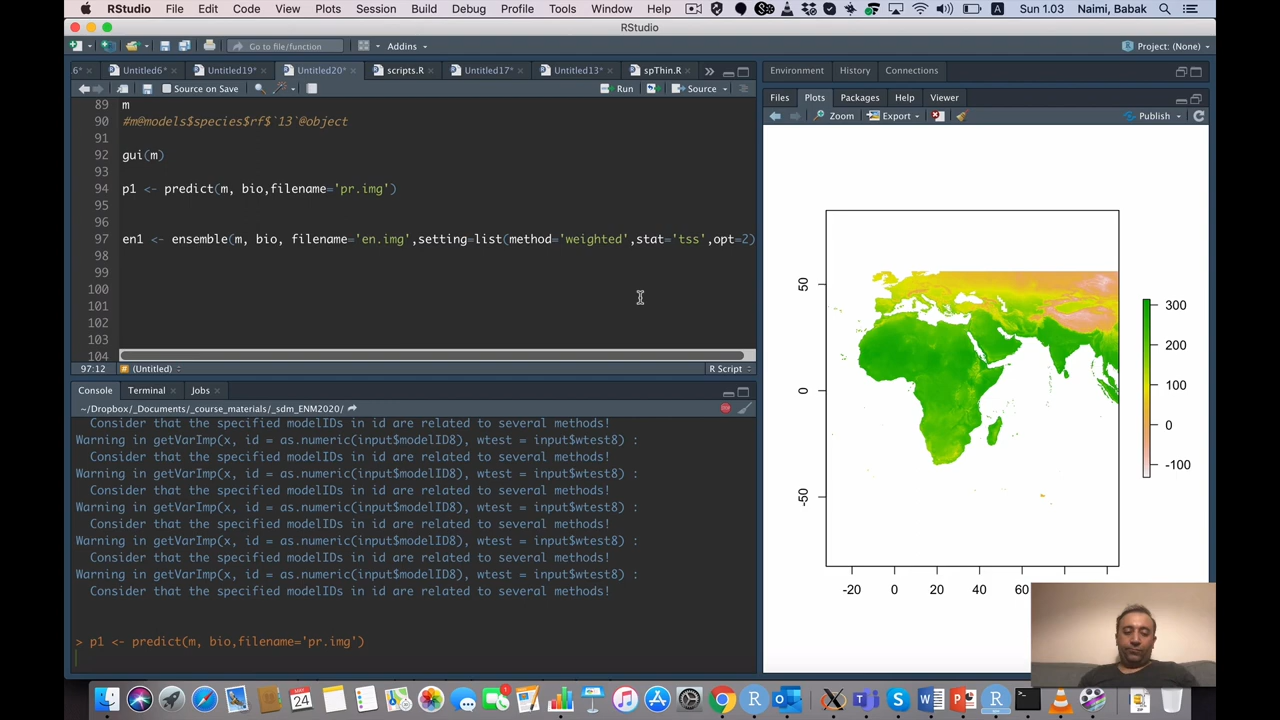 RStudio File Edit Code View Plots Session Build Debug Profile Tools Window Help Sun 1.03 Naimi, Babak
RStudio
Go to file/function Addins Project: (None)
6* Untitled6* Untitled19* Untitled20* scripts.R Untitled17* Untitled13* spThin.R
Source on Save Run Source
89 m
90 #m@models$species$rf$`13`@object
91
92 gui(m)
93
94 p1 <- predict(m, bio,filename='pr.img')
95
96
97 en1 <- ensemble(m, bio, filename='en.img',setting=list(method='weighted',stat='tss',opt=2)
98
99
100
101
102
103
104
97:12 (Untitled) R Script
Console Terminal Jobs
~/Dropbox/_Documents/_course_materials/_sdm_ENM2020/
Consider that the specified modelIDs in id are related to several methods!
Warning in getVarImp(x, id = as.numeric(input$modelID8), wtest = input$wtest8) :
Consider that the specified modelIDs in id are related to several methods!
Warning in getVarImp(x, id = as.numeric(input$modelID8), wtest = input$wtest8) :
Consider that the specified modelIDs in id are related to several methods!
Warning in getVarImp(x, id = as.numeric(input$modelID8), wtest = input$wtest8) :
Consider that the specified modelIDs in id are related to several methods!
Warning in getVarImp(x, id = as.numeric(input$modelID8), wtest = input$wtest8) :
Consider that the specified modelIDs in id are related to several methods!
Warning in getVarImp(x, id = as.numeric(input$modelID8), wtest = input$wtest8) :
Consider that the specified modelIDs in id are related to several methods!
> p1 <- predict(m, bio,filename='pr.img')
Environment History Connections
Files Plots Packages Help Viewer
Zoom Export Publish
50
0
-50
-20 0 20 40 60
300
200
100
0
-100
24